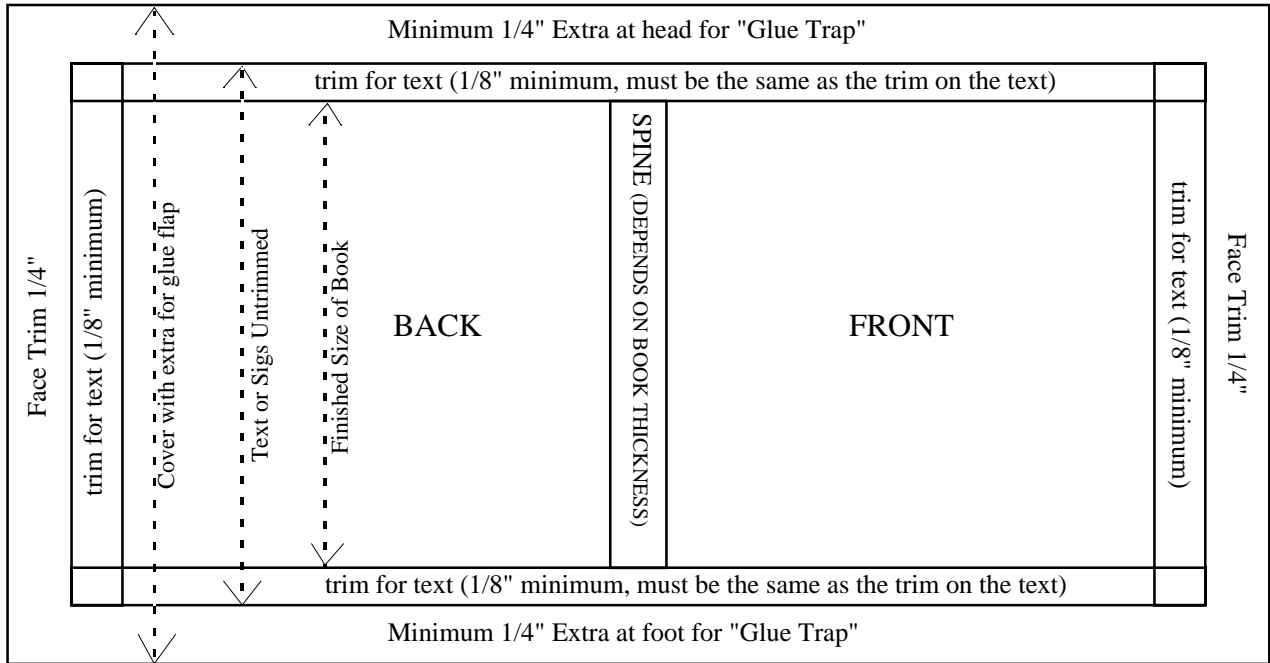 Minimum 1/4" Extra at head for "Glue Trap"
trim for text (1/8" minimum, must be the same as the trim on the text)
Face Trim 1/4"
trim for text (1/8" minimum)
Cover with extra for glue flap
Text or Sigs Untrimmed
Finished Size of Book
BACK
SPINE (DEPENDS ON BOOK THICKNESS)
FRONT
trim for text (1/8" minimum)
Face Trim 1/4"
trim for text (1/8" minimum, must be the same as the trim on the text)
Minimum 1/4" Extra at foot for "Glue Trap"